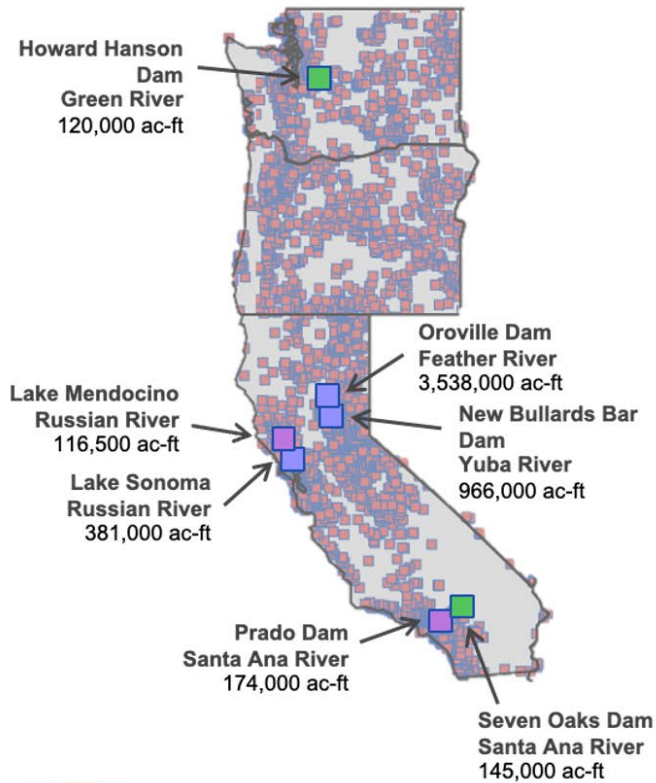 Howard Hanson
Dam
Green River
120,000 ac-ft
Oroville Dam
Feather River
3,538,000 ac-ft
Lake Mendocino
Russian River
116,500 ac-ft
New Bullards Bar
Dam
Yuba River
966,000 ac-ft
Lake Sonoma
Russian River
381,000 ac-ft
Prado Dam
Santa Ana River
174,000 ac-ft
Seven Oaks Dam
Santa Ana River
145,000 ac-ft